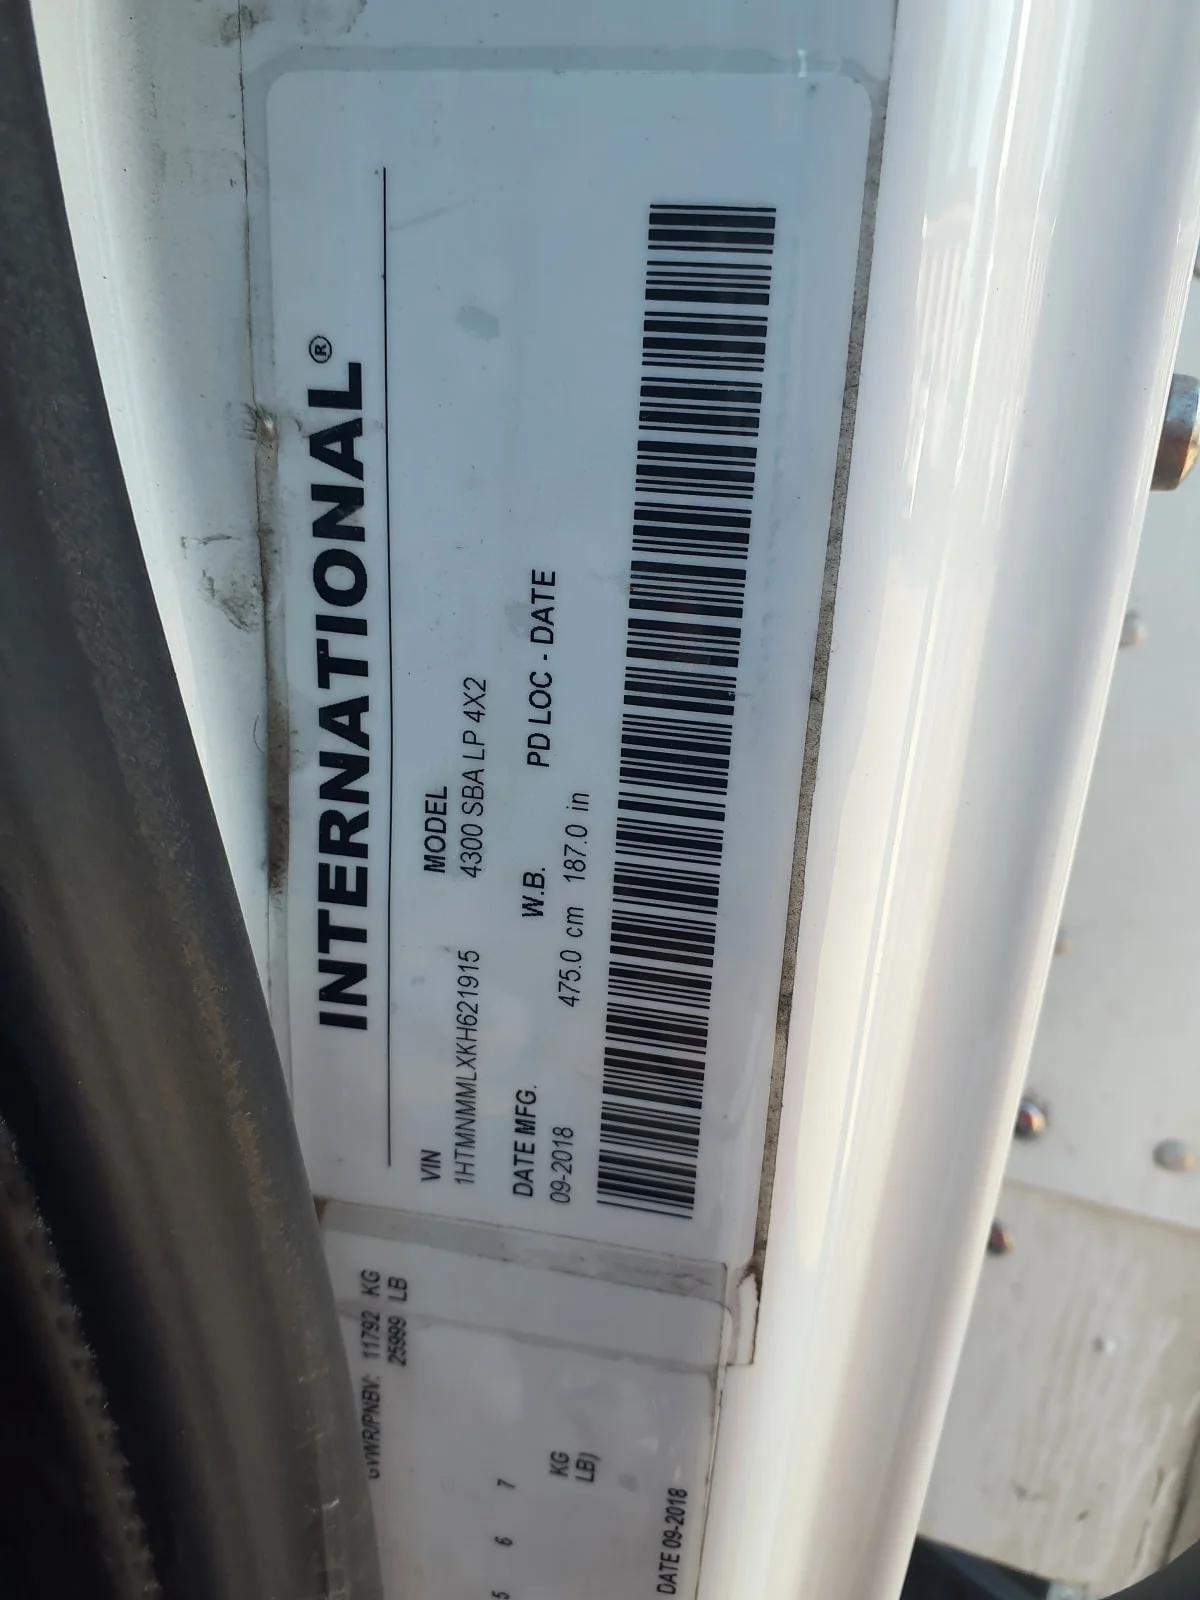 INTERNATIONAL®
VIN MODEL
1HTMNMMLXKH621915 4300 SBA LP 4X2
DATE MFG. W.B. PD LOC - DATE
09-2018 475.0 cm 187.0 in
GVWR/PNBV: 11792 KG
25999 LB
5 6 7
KG
LB)
DATE 09-2018